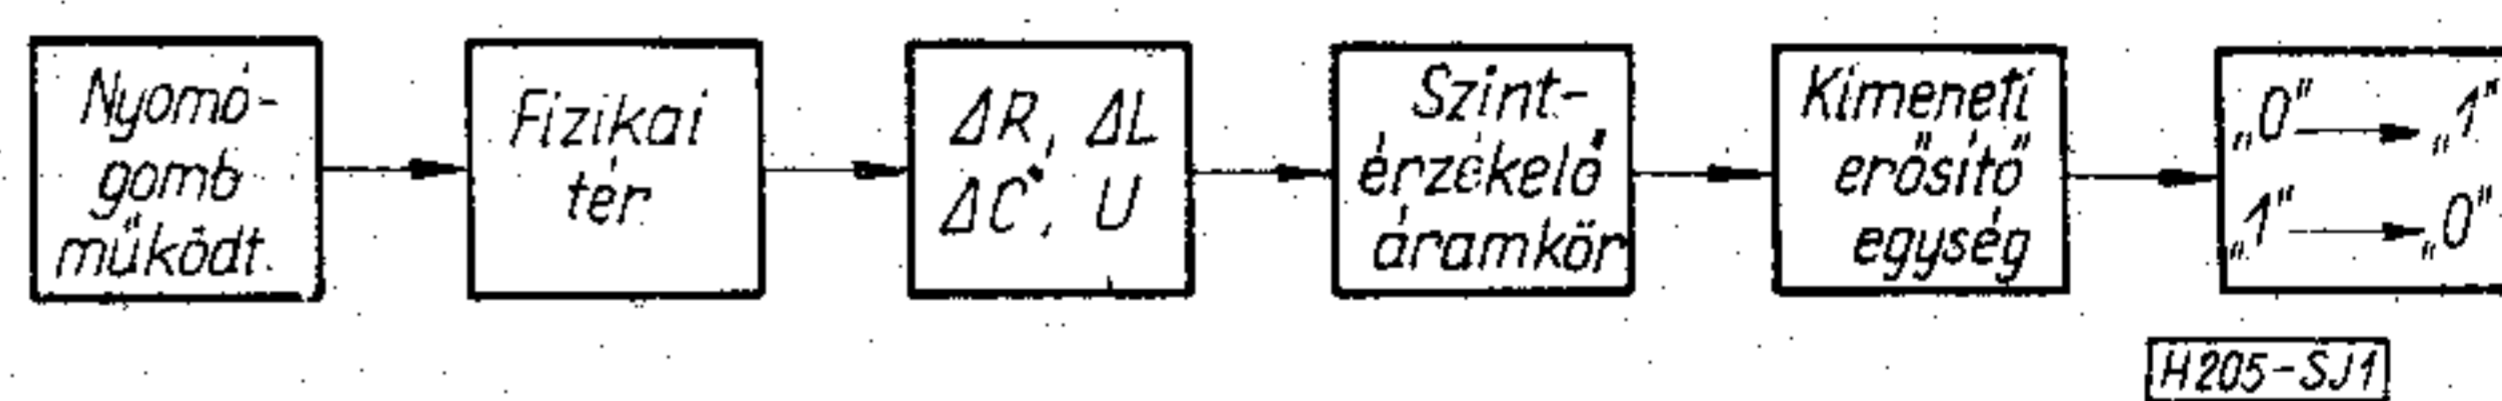 Nyomó-
gomb
működt.
Fizikai
tér
ΔR, ΔL
ΔC, U
Szint-
érzékelő
áramkör
Kimeneti
erősítő
egység
„0” → „1”
„1” → „0”
H205-SJ1